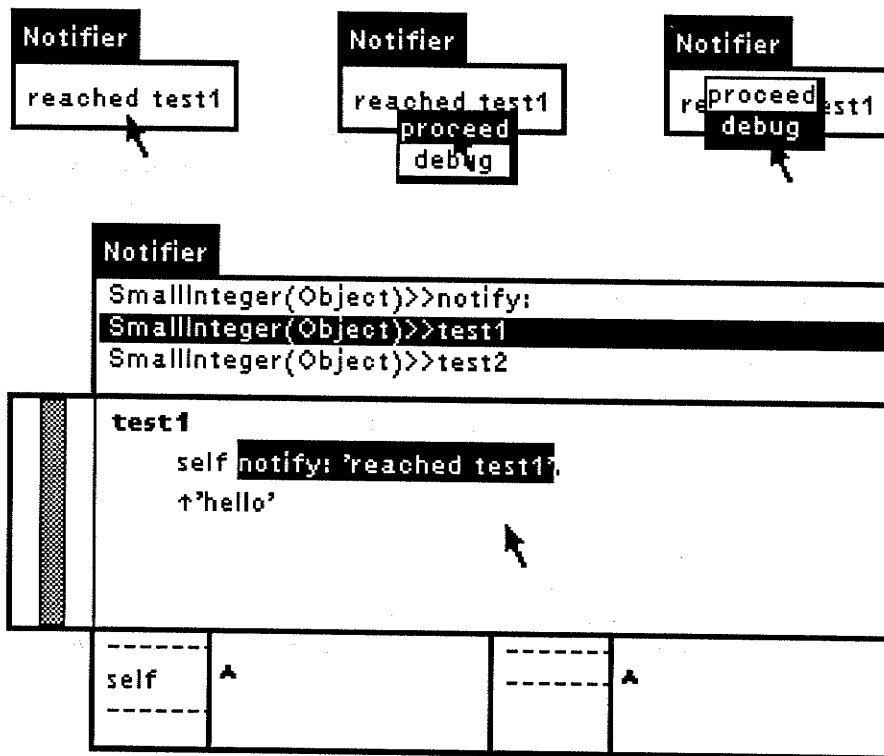 Notifier
reached test1
Notifier
reached test1
proceed
debug
Notifier
proceed
debug
Notifier
SmallInteger(Object)>>notify:
SmallInteger(Object)>>test1
SmallInteger(Object)>>test2
test1
self notify: 'reached test1'.
↑'hello'
self